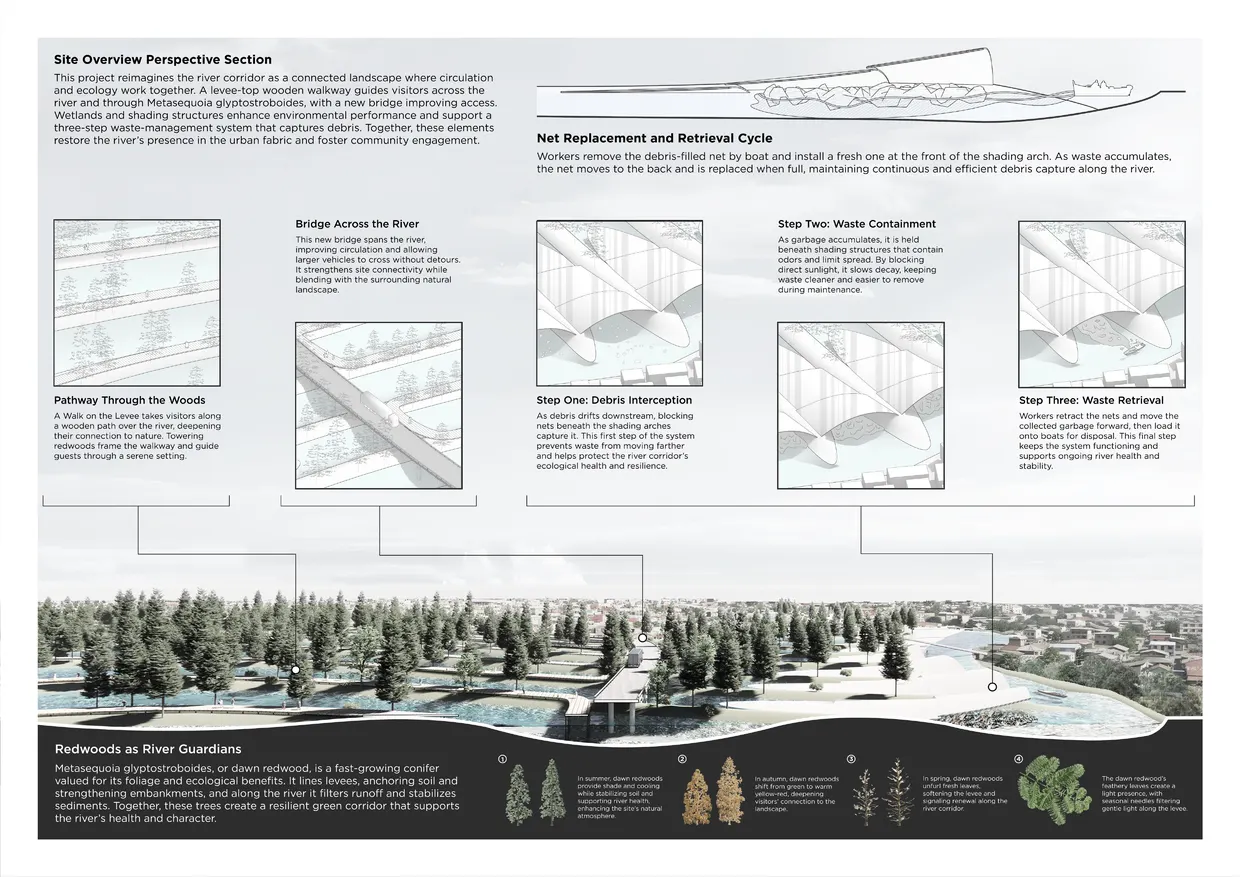 Site Overview Perspective Section
This project reimagines the river corridor as a connected landscape where circulation
and ecology work together. A levee-top wooden walkway guides visitors across the
river and through Metasequoia glyptostroboides, with a new bridge improving access.
Wetlands and shading structures enhance environmental performance and support a
three-step waste-management system that captures debris. Together, these elements
restore the river's presence in the urban fabric and foster community engagement.
Net Replacement and Retrieval Cycle
Workers remove the debris-filled net by boat and install a fresh one at the front of the shading arch. As waste accumulates,
the net moves to the back and is replaced when full, maintaining continuous and efficient debris capture along the river.
Pathway Through the Woods
A Walk on the Levee takes visitors along
a wooden path over the river, deepening
their connection to nature. Towering
redwoods frame the walkway and guide
guests through a serene setting.
Bridge Across the River
This new bridge spans the river,
improving circulation and allowing
larger vehicles to cross without detours.
It strengthens site connectivity while
blending with the surrounding natural
landscape.
Step One: Debris Interception
As debris drifts downstream, blocking
nets beneath the shading arches
capture it. This first step of the system
prevents waste from moving farther
and helps protect the river corridor's
ecological health and resilience.
Step Two: Waste Containment
As garbage accumulates, it is held
beneath shading structures that contain
odors and limit spread. By blocking
direct sunlight, it slows decay, keeping
waste cleaner and easier to remove
during maintenance.
Step Three: Waste Retrieval
Workers retract the nets and move the
collected garbage forward, then load it
onto boats for disposal. This final step
keeps the system functioning and
supports ongoing river health and
stability.
Redwoods as River Guardians
Metasequoia glyptostroboides, or dawn redwood, is a fast-growing conifer
valued for its foliage and ecological benefits. It lines levees, anchoring soil and
strengthening embankments, and along the river it filters runoff and stabilizes
sediments. Together, these trees create a resilient green corridor that supports
the river's health and character.
1
In summer, dawn redwoods
provide shade and cooling
while stabilizing soil and
supporting river health,
enhancing the site's natural
atmosphere.
2
In autumn, dawn redwoods
shift from green to warm
yellow-red, deepening
visitors' connection to the
landscape.
3
In spring, dawn redwoods
unfurl fresh leaves,
softening the levee and
signaling renewal along the
river corridor.
4
The dawn redwood's
feathery leaves create a
light presence, with
seasonal needles filtering
gentle light along the levee.